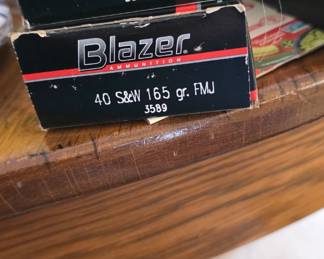 Blazer
AMMUNITION
40 S&W 165 gr. FMJ
3589